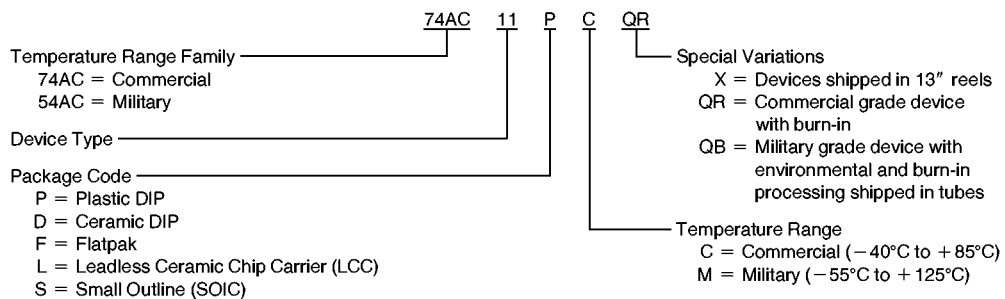 74AC 11 P C QR
Temperature Range Family
74AC = Commercial
54AC = Military
Device Type
Package Code
P = Plastic DIP
D = Ceramic DIP
F = Flatpak
L = Leadless Ceramic Chip Carrier (LCC)
S = Small Outline (SOIC)
Special Variations
X = Devices shipped in 13″ reels
QR = Commercial grade device
with burn-in
QB = Military grade device with
environmental and burn-in
processing shipped in tubes
Temperature Range
C = Commercial (−40°C to +85°C)
M = Military (−55°C to +125°C)